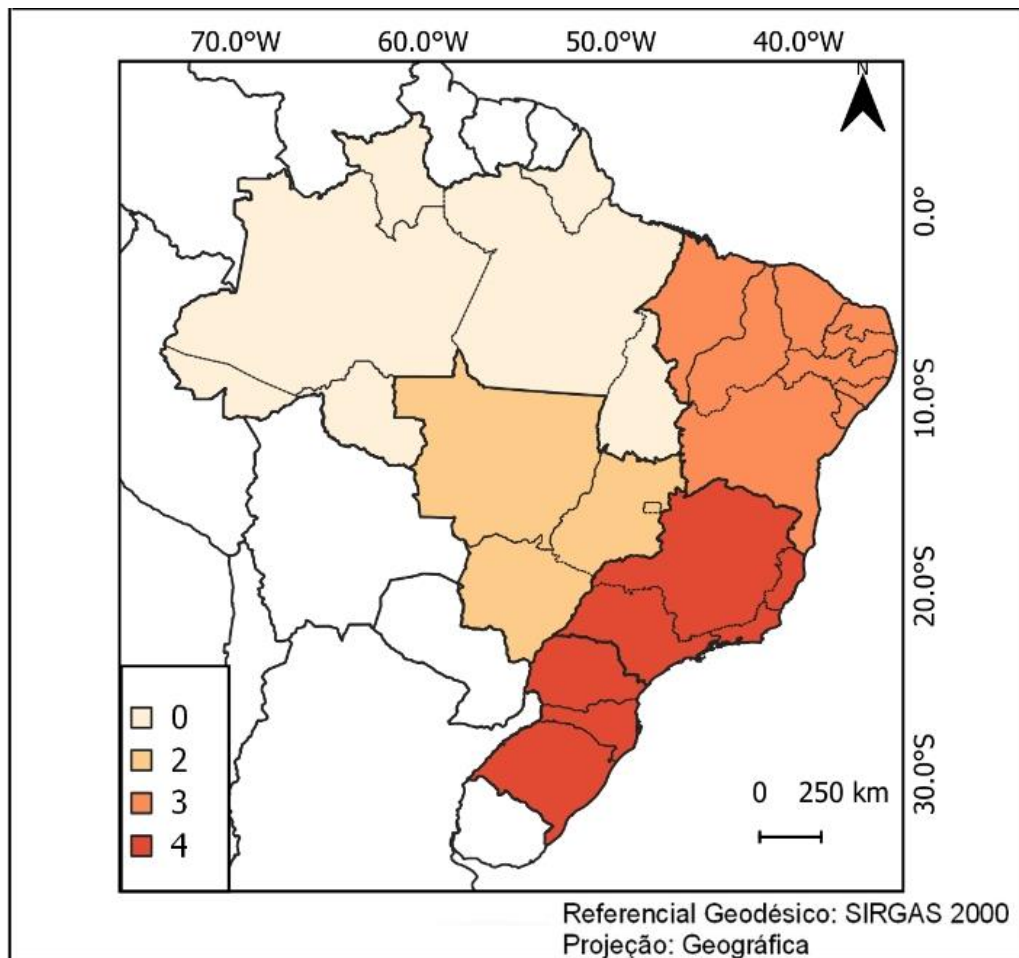 70.0°W 60.0°W 50.0°W 40.0°W
N
0.0°
10.0°S
20.0°S
30.0°S
0
2
3
4
0 250 km
Referencial Geodésico: SIRGAS 2000
Projeção: Geográfica